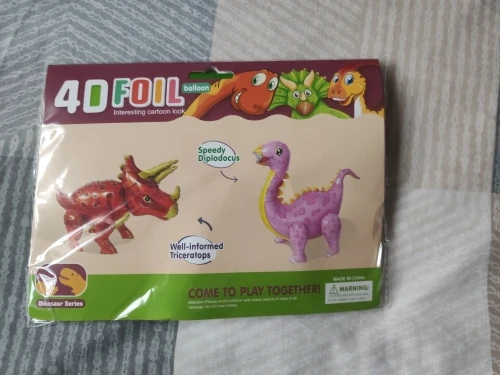 4D FOIL
balloon
Interesting cartoon look
Speedy
Diplodocus
Well-informed
Triceratops
Dinosaur Series
COME TO PLAY TOGETHER!
MADE IN CHINA
WARNING: